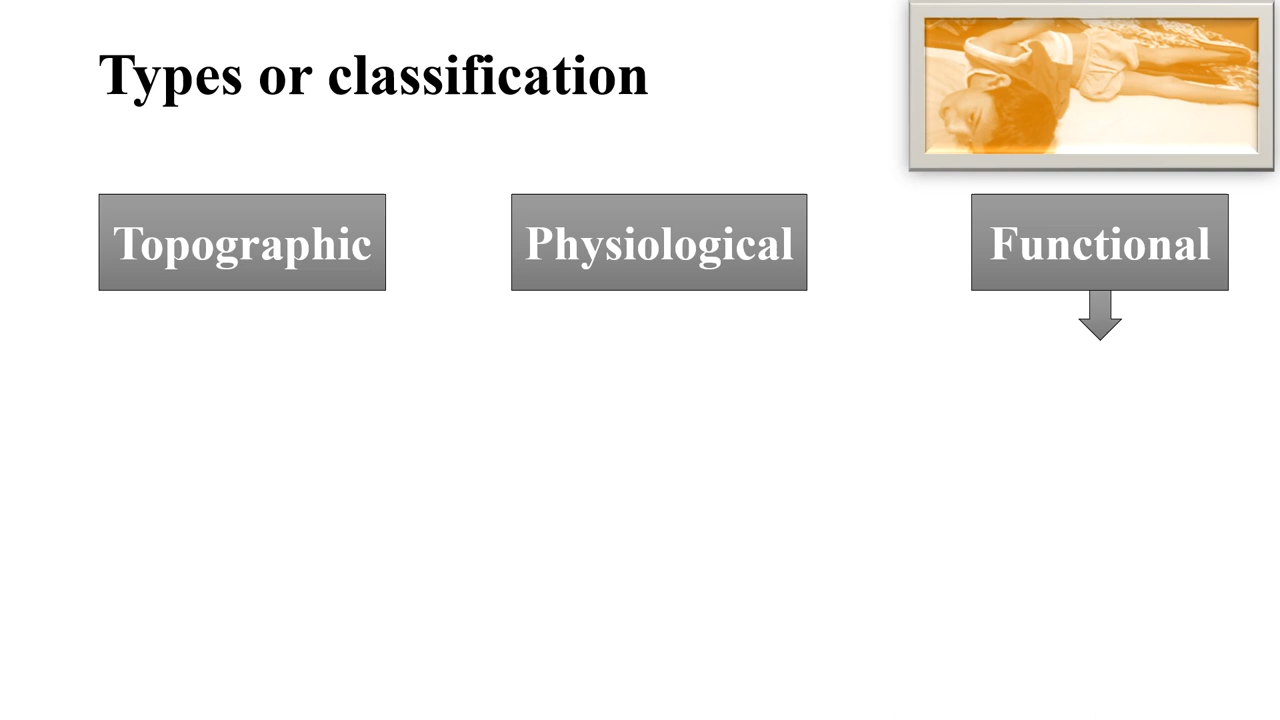 Types or classification
Topographic
Physiological
Functional